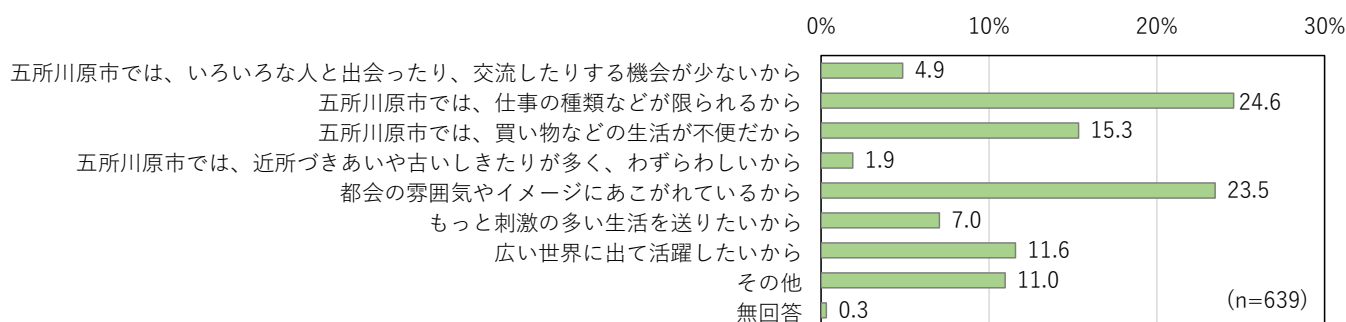 0% 10% 20% 30%
五所川原市では、いろいろな人と出会ったり、交流したりする機会が少ないから 4.9
五所川原市では、仕事の種類などが限られるから 24.6
五所川原市では、買い物などの生活が不便だから 15.3
五所川原市では、近所づきあいや古いしきたりが多く、わずらわしいから 1.9
都会の雰囲気やイメージにあこがれているから 23.5
もっと刺激の多い生活を送りたいから 7.0
広い世界に出て活躍したいから 11.6
その他 11.0
(n=639)
無回答 0.3